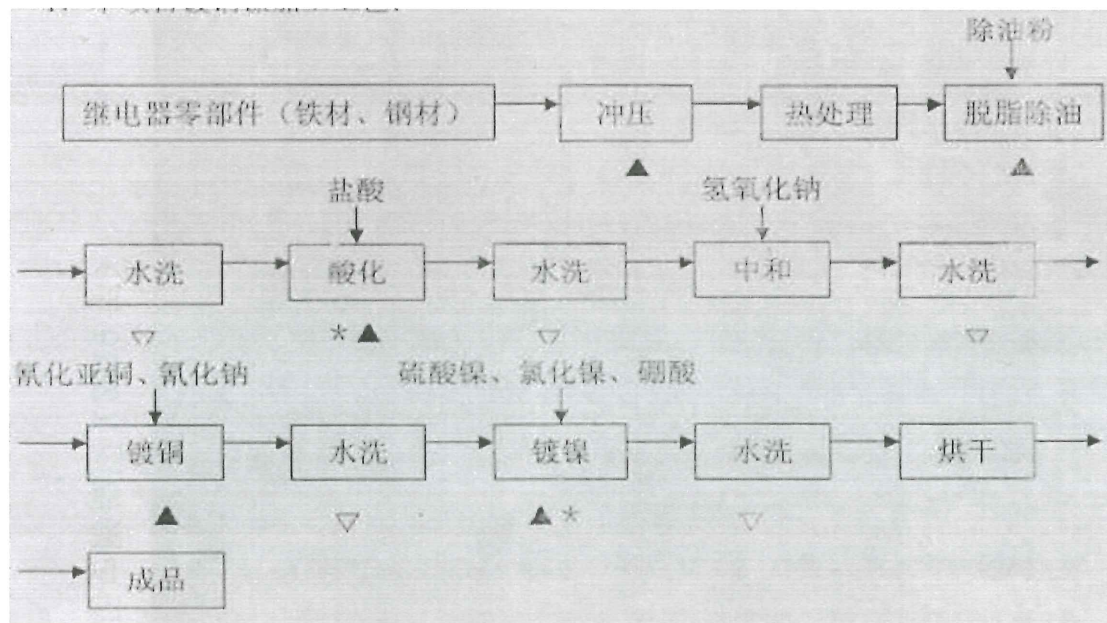 除油粉
继电器零部件（铁材、钢材） 冲压 热处理 脱脂除油
▲ ▲
盐酸 氢氧化钠
水洗 酸化 水洗 中和 水洗
▽ *▲ ▽ ▽
氰化亚铜、氰化钠 硫酸镍、氯化镍、硼酸
镀铜 水洗 镀镍 水洗 烘干
▲ ▽ ▲* ▽
成品